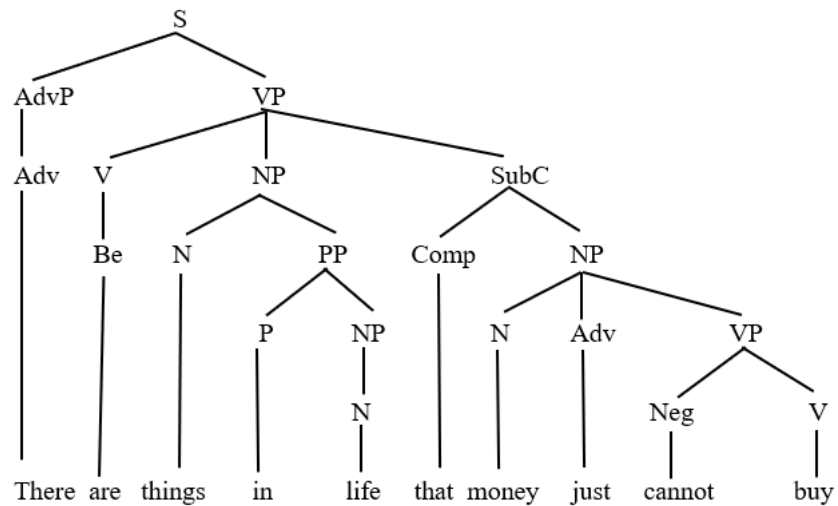 S
AdvP VP
Adv V NP SubC
Be N PP Comp NP
P NP N Adv VP
N Neg V
There are things in life that money just cannot buy